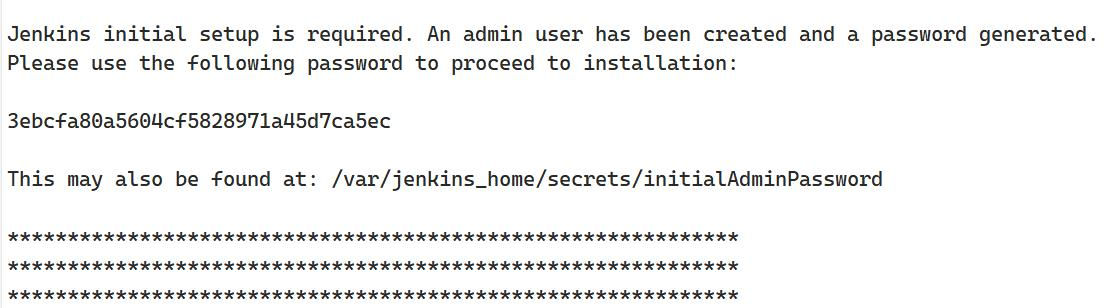 Jenkins initial setup is required. An admin user has been created and a password generated.
Please use the following password to proceed to installation:
3ebcfa80a5604cf5828971a45d7ca5ec
This may also be found at: /var/jenkins_home/secrets/initialAdminPassword
*************************************************************
*************************************************************
*************************************************************